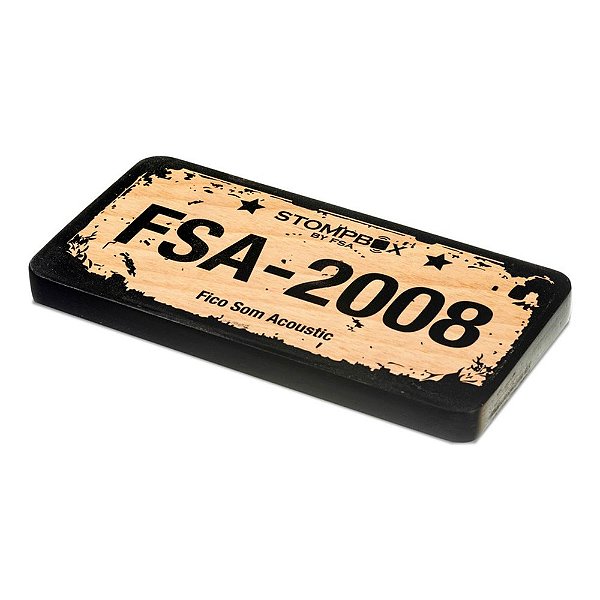 STOMPBOX
BY FSA
FSA-2008
Fico Som Acoustic